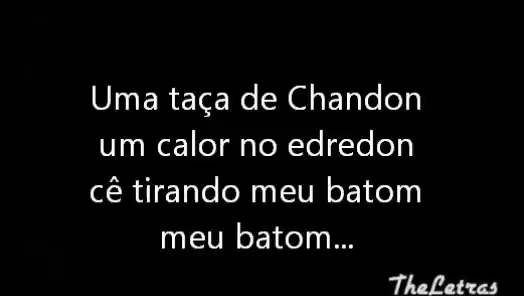 Uma taça de Chandon
um calor no edredon
cê tirando meu batom
meu batom...
TheLetras